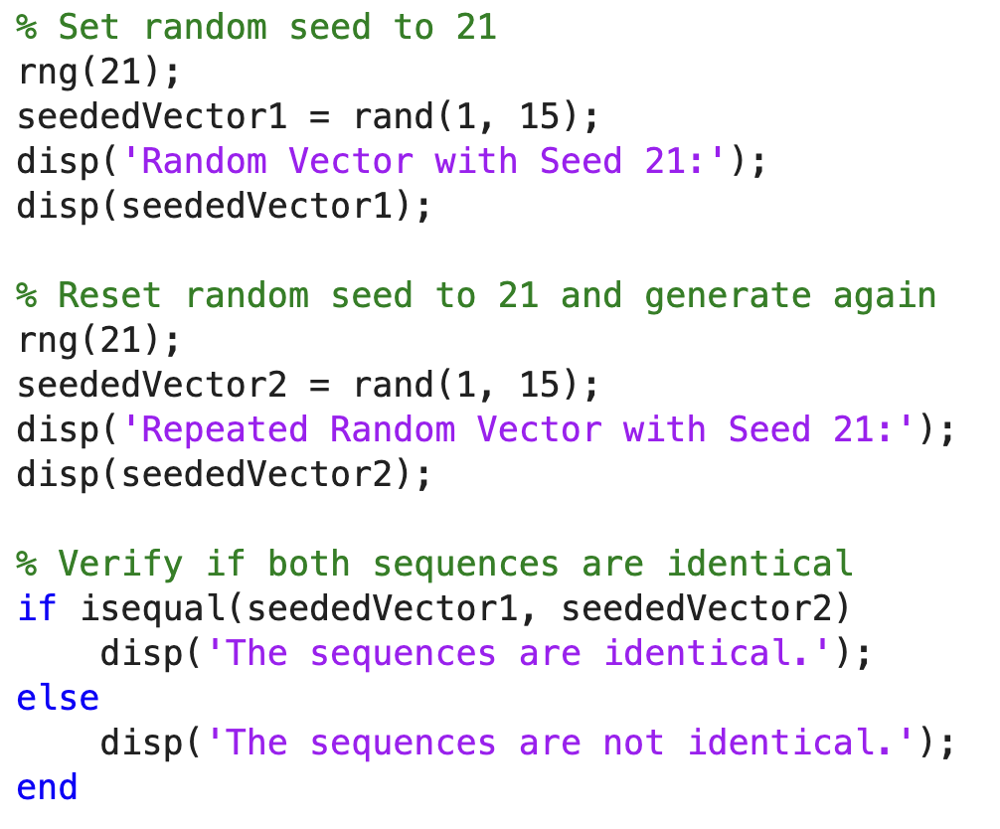 % Set random seed to 21
rng(21);
seededVector1 = rand(1, 15);
disp('Random Vector with Seed 21:');
disp(seededVector1);

% Reset random seed to 21 and generate again
rng(21);
seededVector2 = rand(1, 15);
disp('Repeated Random Vector with Seed 21:');
disp(seededVector2);

% Verify if both sequences are identical
if isequal(seededVector1, seededVector2)
    disp('The sequences are identical.');
else
    disp('The sequences are not identical.');
end